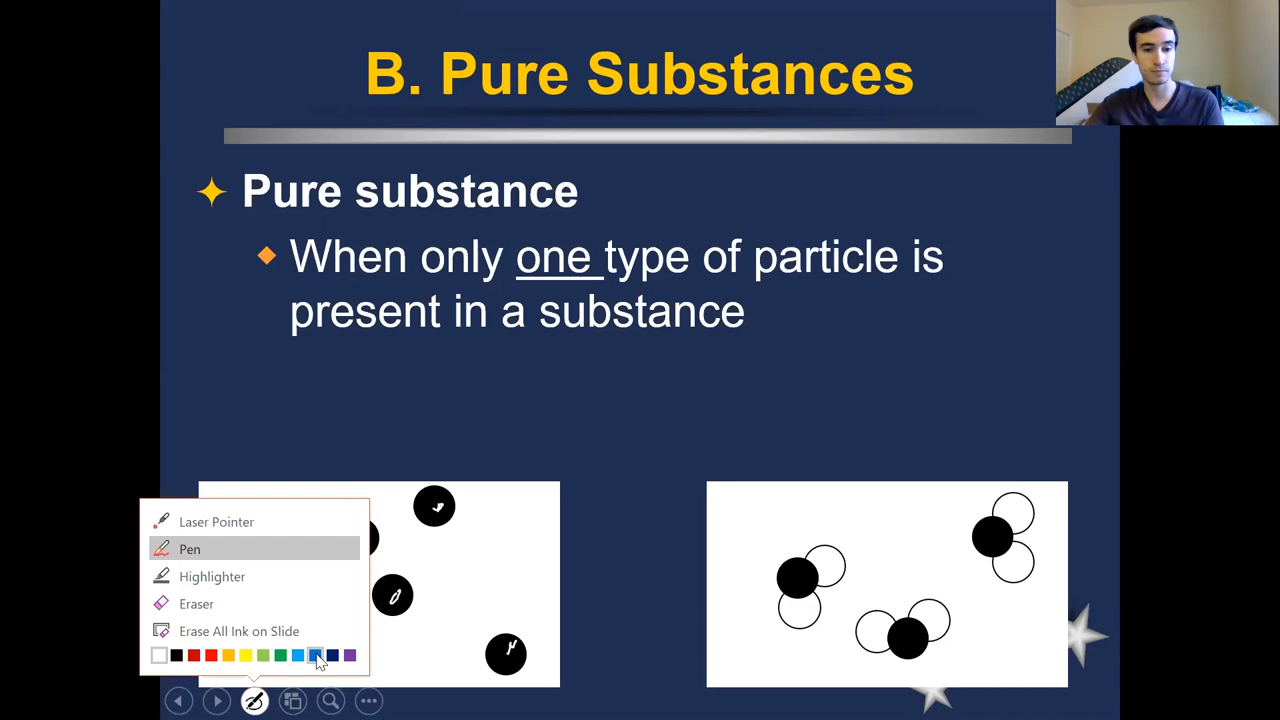 B. Pure Substances
Pure substance
When only one type of particle is
present in a substance
Laser Pointer
Pen
Highlighter
Eraser
Erase All Ink on Slide